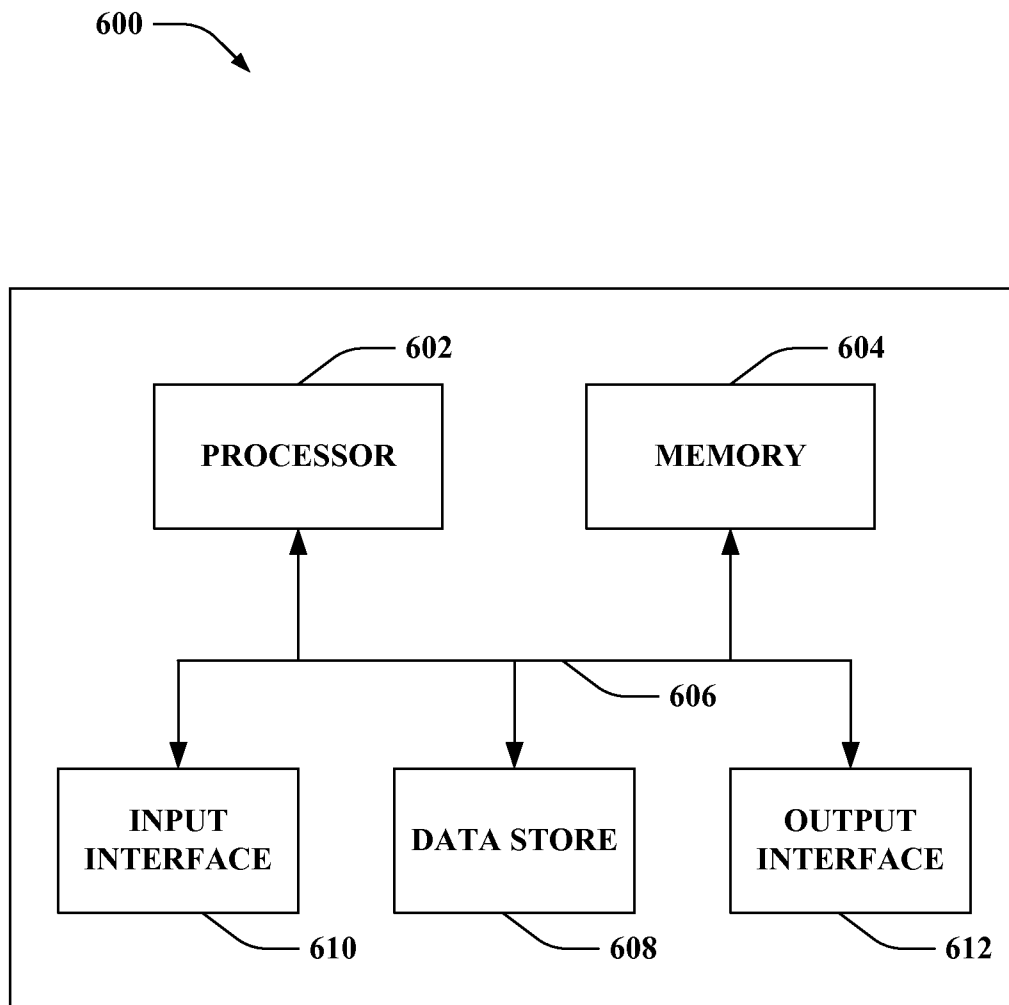 600
602
604
PROCESSOR
MEMORY
606
INPUT
INTERFACE
DATA STORE
OUTPUT
INTERFACE
610
608
612